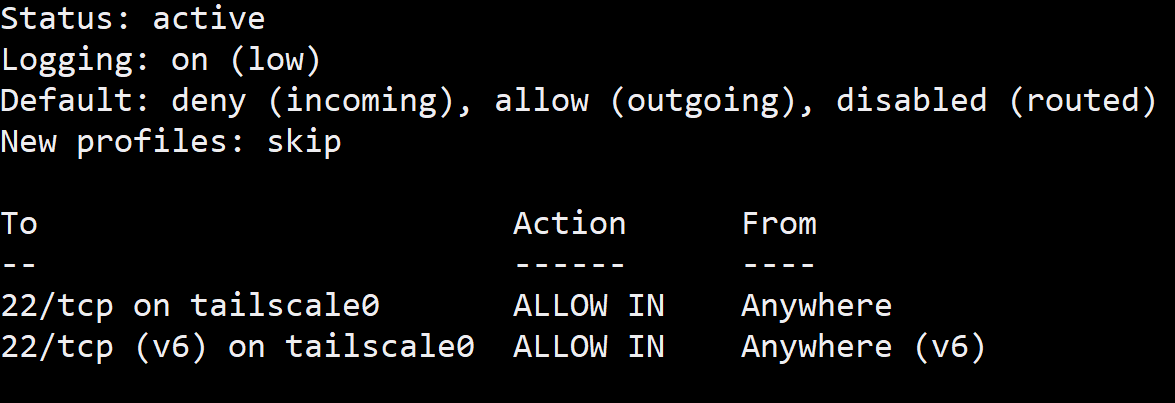 Status: active
Logging: on (low)
Default: deny (incoming), allow (outgoing), disabled (routed)
New profiles: skip
To                         Action      From
--                         ------      ----
22/tcp on tailscale0       ALLOW IN    Anywhere
22/tcp (v6) on tailscale0  ALLOW IN    Anywhere (v6)